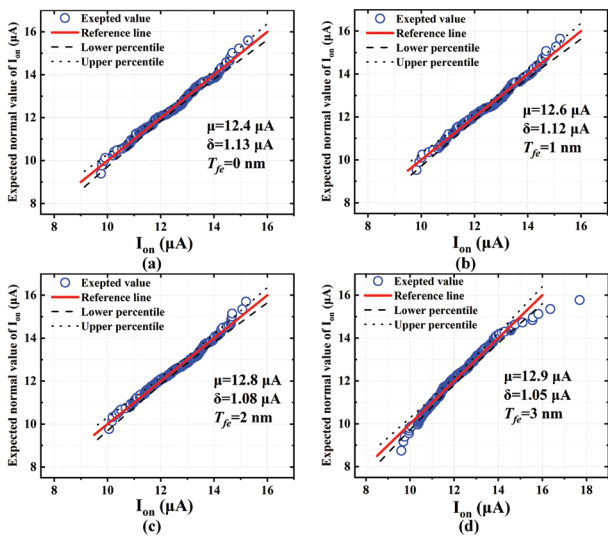 Expected normal value of Ion (μA)
16
14
12
10
8
Exepted value
Reference line
Lower percentile
Upper percentile
μ=12.4 μA
δ=1.13 μA
Tfe=0 nm
8 10 12 14 16
Ion (μA)
(a)
Expected normal value of Ion (μA)
16
14
12
10
8
Exepted value
Reference line
Lower percentile
Upper percentile
μ=12.6 μA
δ=1.12 μA
Tfe=1 nm
8 10 12 14 16
Ion (μA)
(b)
Expected normal value of Ion (μA)
16
14
12
10
8
Exepted value
Reference line
Lower percentile
Upper percentile
μ=12.8 μA
δ=1.08 μA
Tfe=2 nm
8 10 12 14 16
Ion (μA)
(c)
Expected normal value of Ion (μA)
18
16
14
12
10
8
Exepted value
Reference line
Lower percentile
Upper percentile
μ=12.9 μA
δ=1.05 μA
Tfe=3 nm
8 10 12 14 16 18
Ion (μA)
(d)